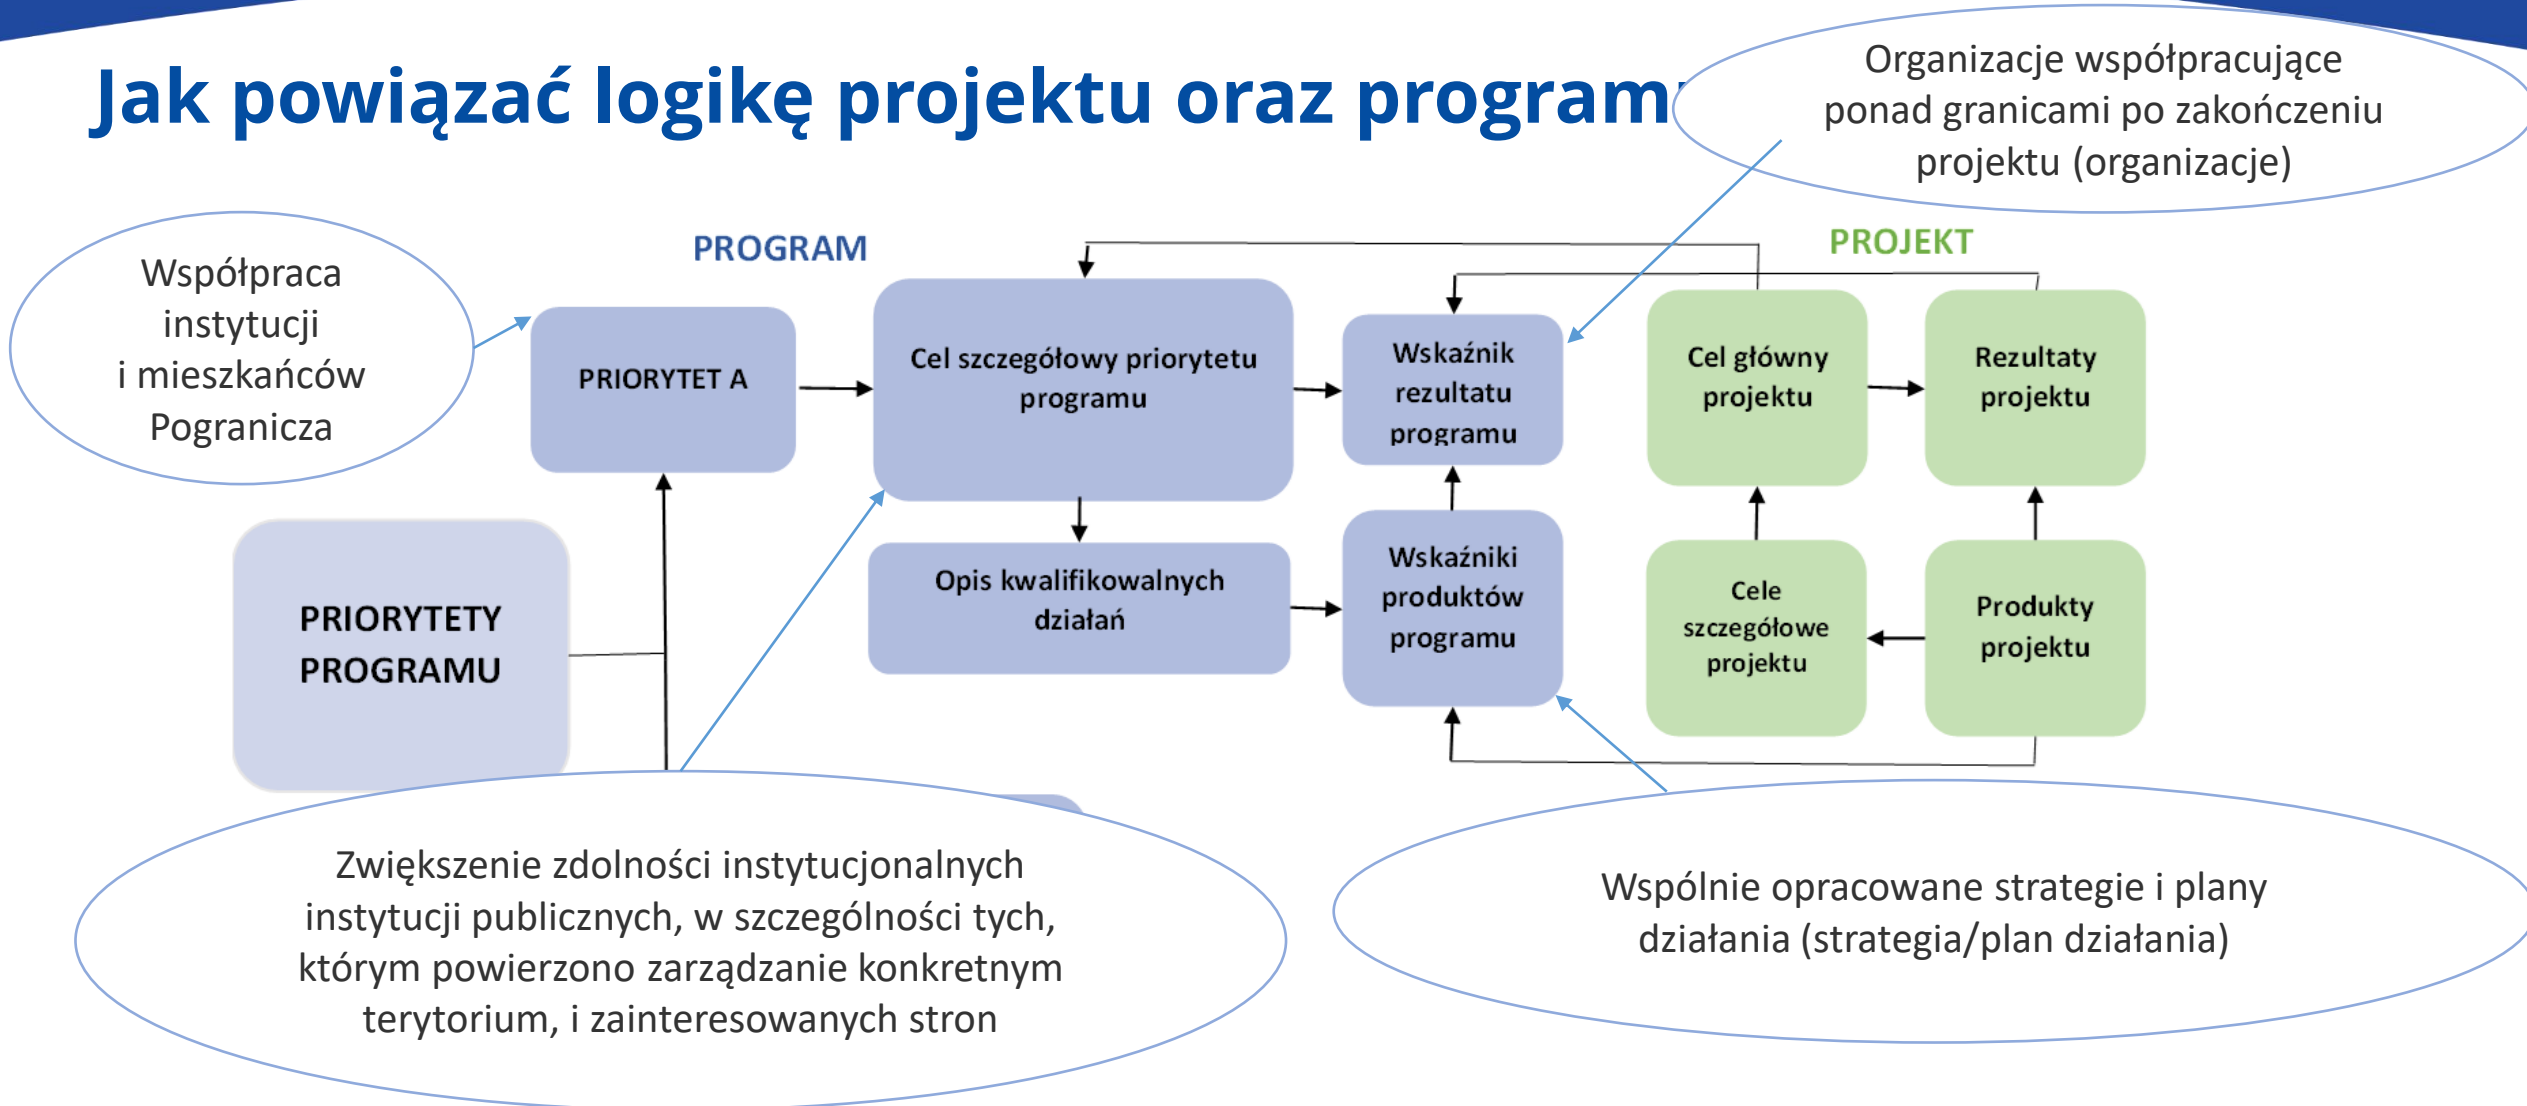 Jak powiązać logikę projektu oraz program
Organizacje współpracujące
ponad granicami po zakończeniu
projektu (organizacje)
Współpraca
instytucji
i mieszkańców
Pogranicza
PROGRAM
PROJEKT
PRIORYTET A
Cel szczegółowy priorytetu
programu
Wskaźnik
rezultatu
programu
Cel główny
projektu
Rezultaty
projektu
PRIORYTETY
PROGRAMU
Opis kwalifikowalnych
działań
Wskaźniki
produktów
programu
Cele
szczegółowe
projektu
Produkty
projektu
Zwiększenie zdolności instytucjonalnych
instytucji publicznych, w szczególności tych,
którym powierzono zarządzanie konkretnym
terytorium, i zainteresowanych stron
Wspólnie opracowane strategie i plany
działania (strategia/plan działania)